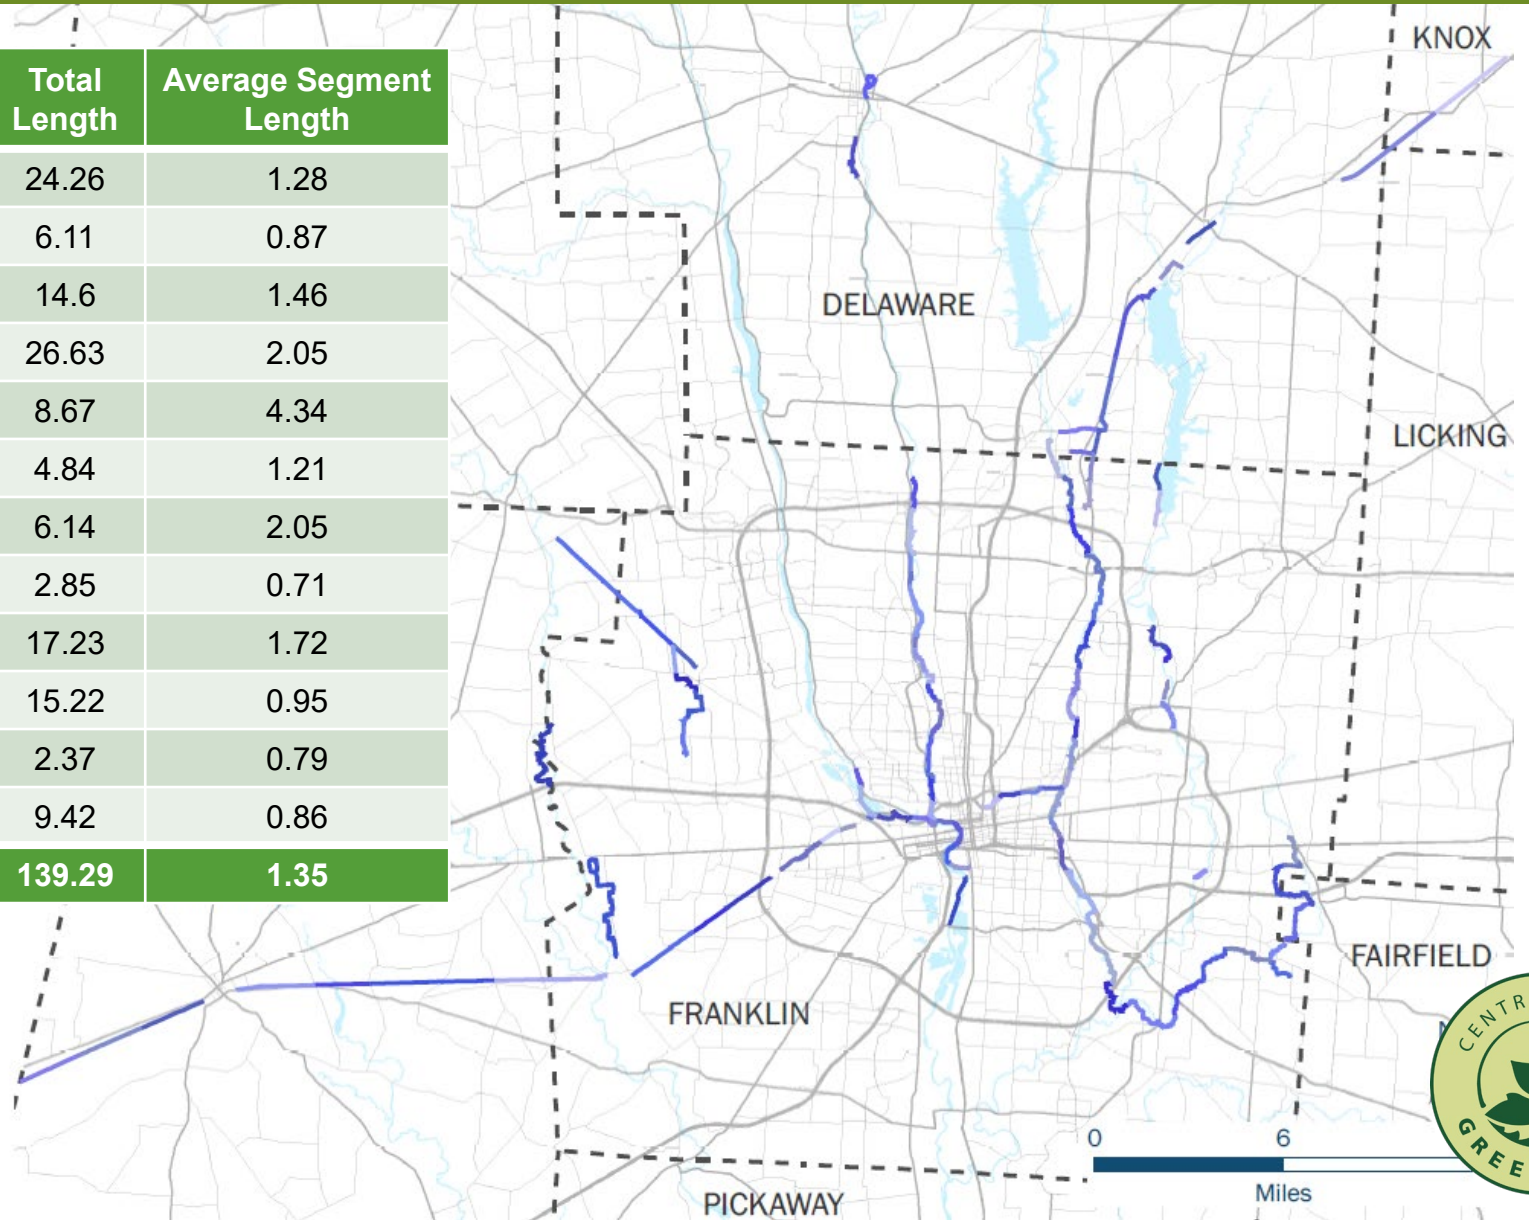 Total Length Average Segment Length
24.26 1.28
6.11 0.87
14.6 1.46
26.63 2.05
8.67 4.34
4.84 1.21
6.14 2.05
2.85 0.71
17.23 1.72
15.22 0.95
2.37 0.79
9.42 0.86
139.29 1.35
KNOX
DELAWARE
LICKING
FAIRFIELD
FRANKLIN
PICKAWAY
0 6
Miles
CENTR
GREE